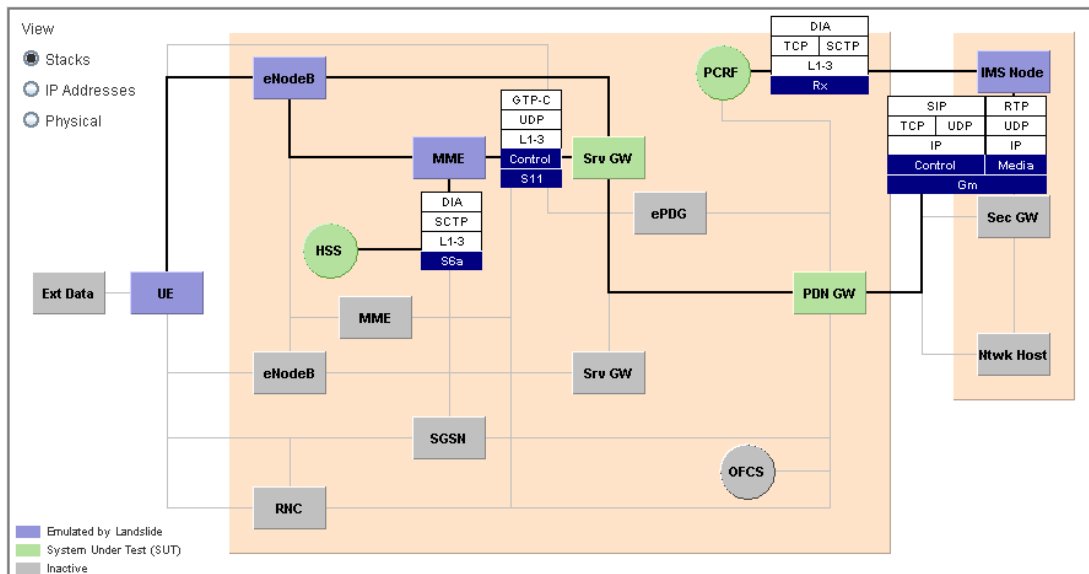 View
Stacks
IP Addresses
Physical
eNodeB
MME
HSS
Ext Data
UE
MME
eNodeB
SGSN
RNC
GTP-C
UDP
L1-3
Control
S11
DIA
SCTP
L1-3
S6a
Srv GW
ePDG
Srv GW
PCRF
DIA
TCP SCTP
L1-3
Rx
IMS Node
SIP RTP
TCP UDP UDP
IP IP
Control Media
Gm
Sec GW
PDN GW
Ntwk Host
OFCS
Emulated by Landslide
System Under Test (SUT)
Inactive